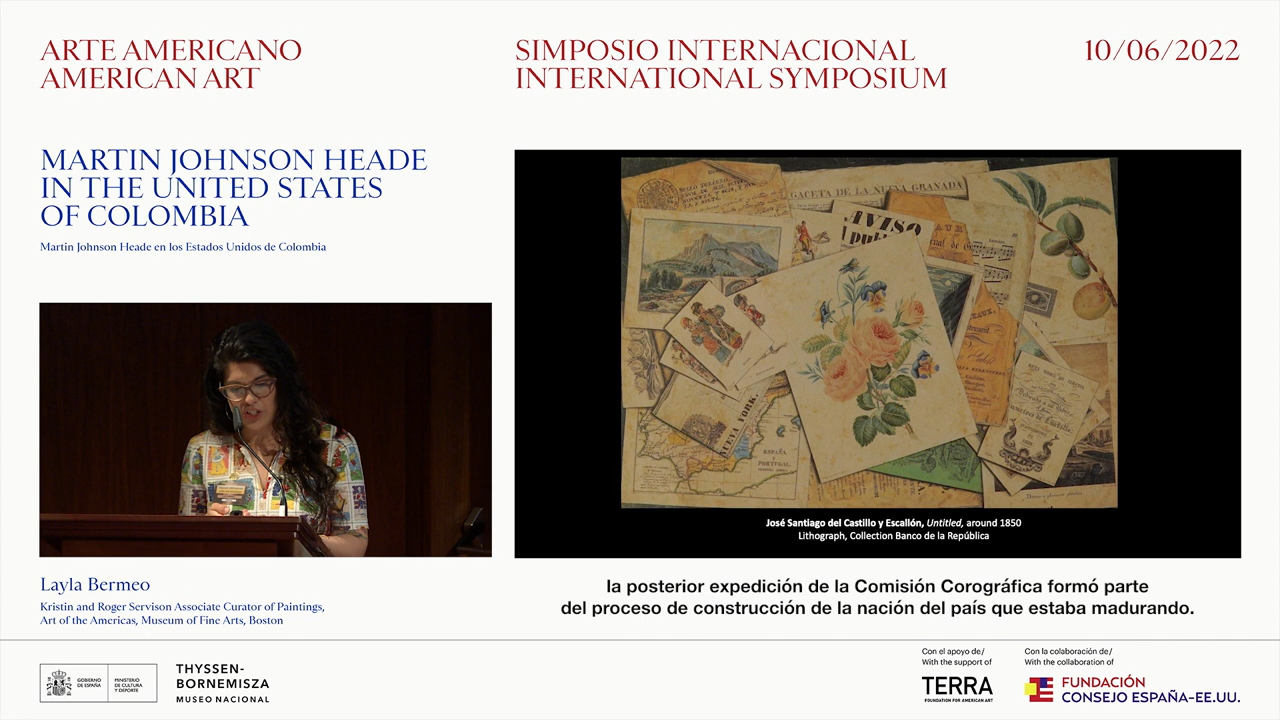 ARTE AMERICANO
AMERICAN ART
SIMPOSIO INTERNACIONAL
INTERNATIONAL SYMPOSIUM
10/06/2022
MARTIN JOHNSON HEADE
IN THE UNITED STATES
OF COLOMBIA
Martin Johnson Heade en los Estados Unidos de Colombia
GACETA DE LA NUEVA GRANADA
AVISO
NUEVA YORK.
ESPAÑA
Y PORTUGAL
José Santiago del Castillo y Escallón, Untitled, around 1850
Lithograph, Collection Banco de la República
Layla Bermeo
Kristin and Roger Servison Associate Curator of Paintings,
Art of the Americas, Museum of Fine Arts, Boston
la posterior expedición de la Comisión Corográfica formó parte
del proceso de construcción de la nación del país que estaba madurando.
GOBIERNO
DE ESPAÑA
MINISTERIO
DE CULTURA
Y DEPORTE
THYSSEN-
BORNEMISZA
MUSEO NACIONAL
Con el apoyo de/
With the support of
TERRA
FOUNDATION FOR AMERICAN ART
Con la colaboración de/
With the collaboration of
FUNDACIÓN
CONSEJO ESPAÑA-EE.UU.